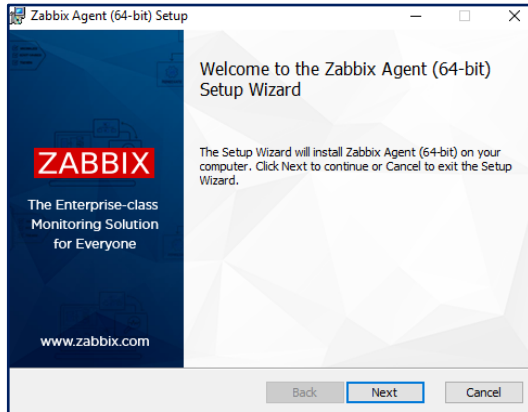 Zabbix Agent (64-bit) Setup
Welcome to the Zabbix Agent (64-bit)
Setup Wizard
The Setup Wizard will install Zabbix Agent (64-bit) on your
computer. Click Next to continue or Cancel to exit the Setup
Wizard.
ZABBIX
The Enterprise-class
Monitoring Solution
for Everyone
www.zabbix.com
Back
Next
Cancel